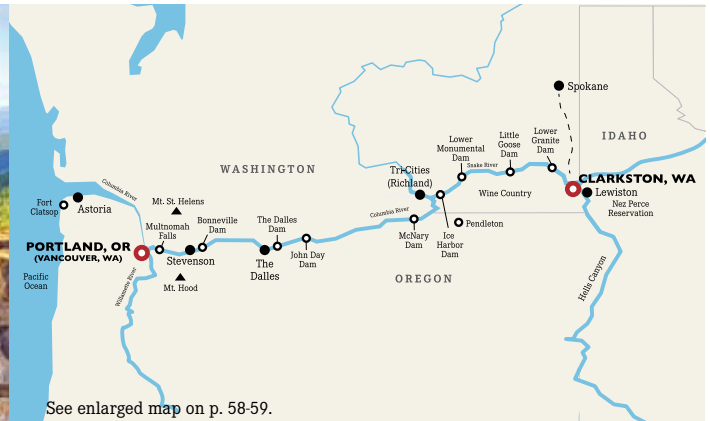 Spokane
IDAHO
Lower
Granite
Dam
Little
Goose
Dam
Lower
Monumental
Dam
Snake River
WASHINGTON
Tri-Cities
(Richland)
CLARKSTON, WA
Lewiston
Nez Perce
Reservation
Wine Country
Columbia River
Fort
Clatsop
Astoria
Mt. St. Helens
Multnomah
Falls
Bonneville
Dam
The Dalles
Dam
Columbia River
Pendleton
McNary
Dam
Ice
Harbor
Dam
PORTLAND, OR
(VANCOUVER, WA)
Stevenson
The
Dalles
John Day
Dam
Pacific
Ocean
Willamette River
Mt. Hood
OREGON
Hells Canyon
See enlarged map on p. 58-59.